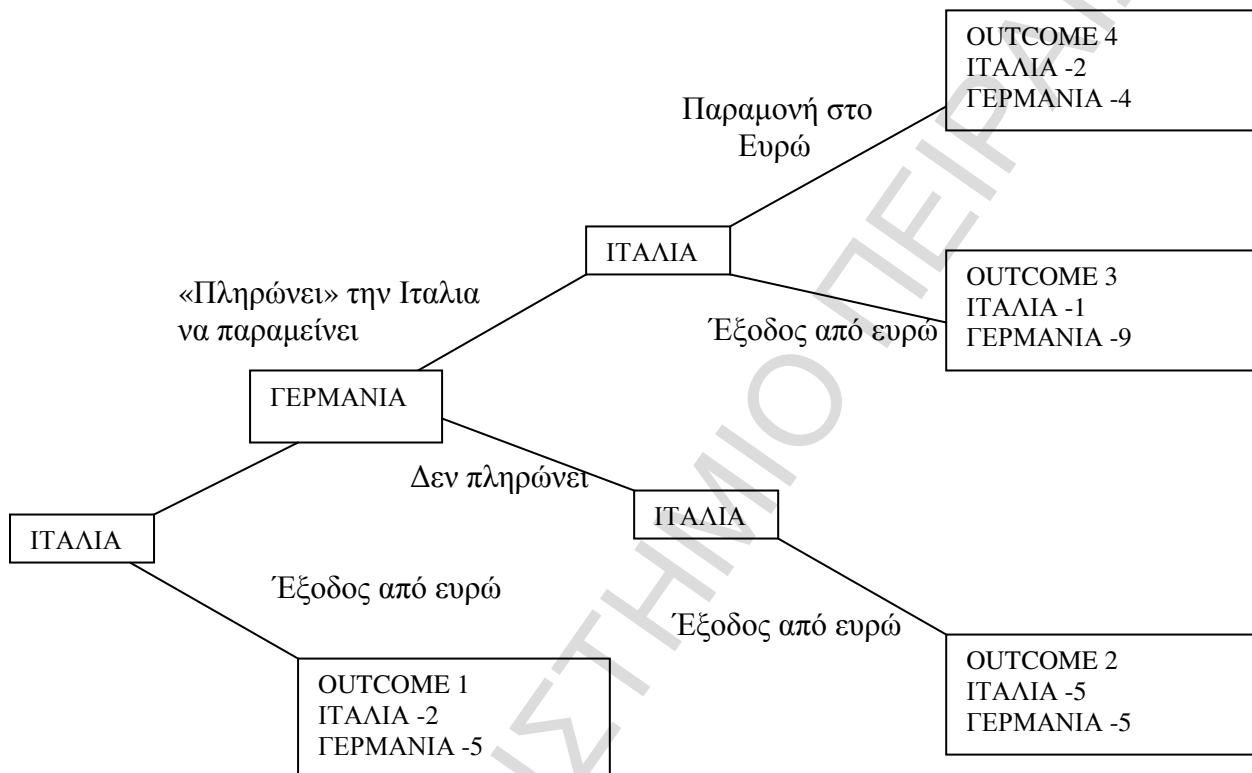 OUTCOME 4
ΙΤΑΛΙΑ -2
ΓΕΡΜΑΝΙΑ -4
Παραμονή στο
Ευρώ
ΙΤΑΛΙΑ
OUTCOME 3
ΙΤΑΛΙΑ -1
ΓΕΡΜΑΝΙΑ -9
«Πληρώνει» την Ιταλια
να παραμείνει
Έξοδος από ευρώ
ΓΕΡΜΑΝΙΑ
Δεν πληρώνει
ΙΤΑΛΙΑ
ΙΤΑΛΙΑ
Έξοδος από ευρώ
Έξοδος από ευρώ
OUTCOME 2
ΙΤΑΛΙΑ -5
ΓΕΡΜΑΝΙΑ -5
OUTCOME 1
ΙΤΑΛΙΑ -2
ΓΕΡΜΑΝΙΑ -5